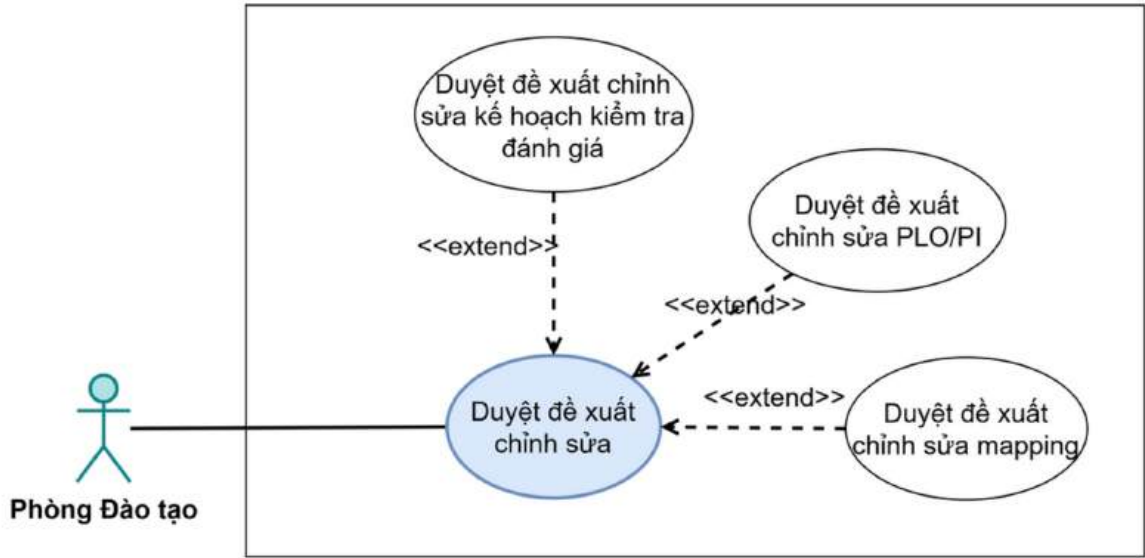 Duyệt đề xuất chỉnh
sửa kế hoạch kiểm tra
đánh giá
Duyệt đề xuất
chỉnh sửa PLO/PI
<<extend>>
<<extend>>
<<extend>>
Duyệt đề xuất
chỉnh sửa
Duyệt đề xuất
chỉnh sửa mapping
Phòng Đào tạo